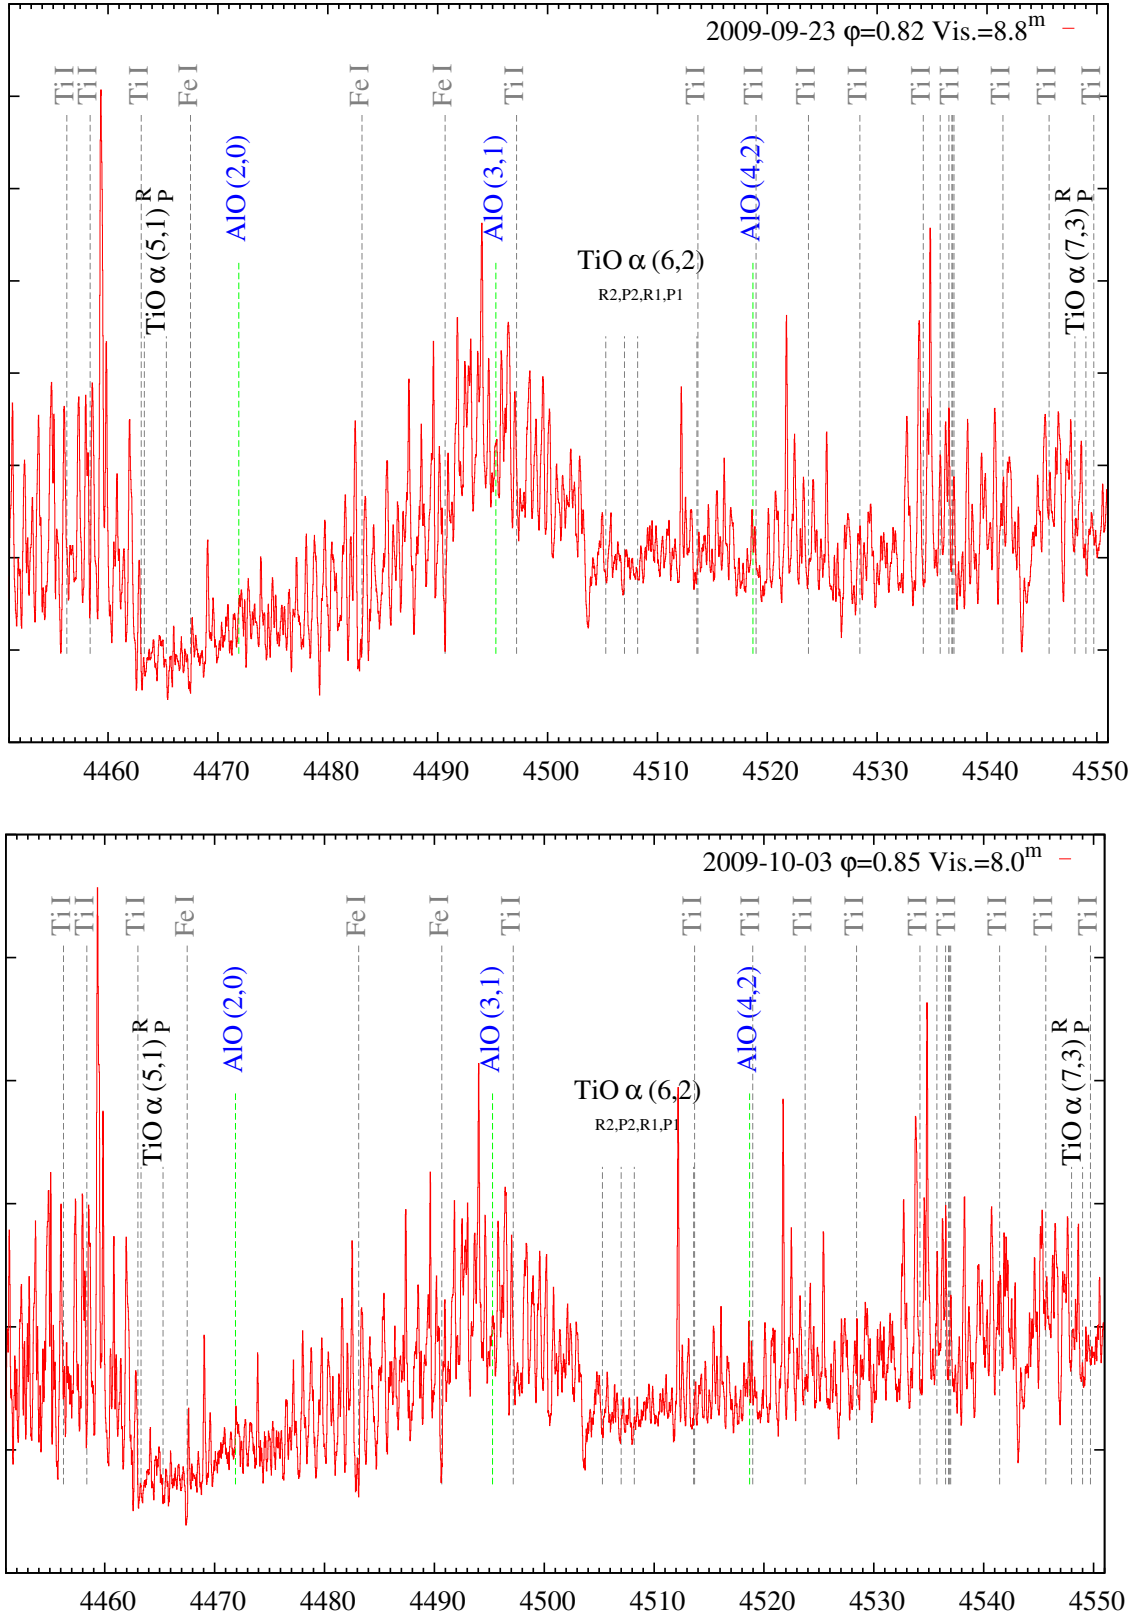 2009-09-23 φ=0.82 Vis.=8.8m
Ti I Ti I Ti I Fe I Fe I Fe I Ti I Ti I Ti I Ti I Ti I Ti I Ti I Ti I Ti I Ti I
TiO α (5,1) R P
AlO (2,0)
AlO (3,1)
TiO α (6,2)
R2,P2,R1,P1
AlO (4,2)
TiO α (7,3) R P
4460 4470 4480 4490 4500 4510 4520 4530 4540 4550
2009-10-03 φ=0.85 Vis.=8.0m
Ti I Ti I Ti I Fe I Fe I Fe I Ti I Ti I Ti I Ti I Ti I Ti I Ti I Ti I Ti I Ti I
TiO α (5,1) R P
AlO (2,0)
AlO (3,1)
TiO α (6,2)
R2,P2,R1,P1
AlO (4,2)
TiO α (7,3) R P
4460 4470 4480 4490 4500 4510 4520 4530 4540 4550